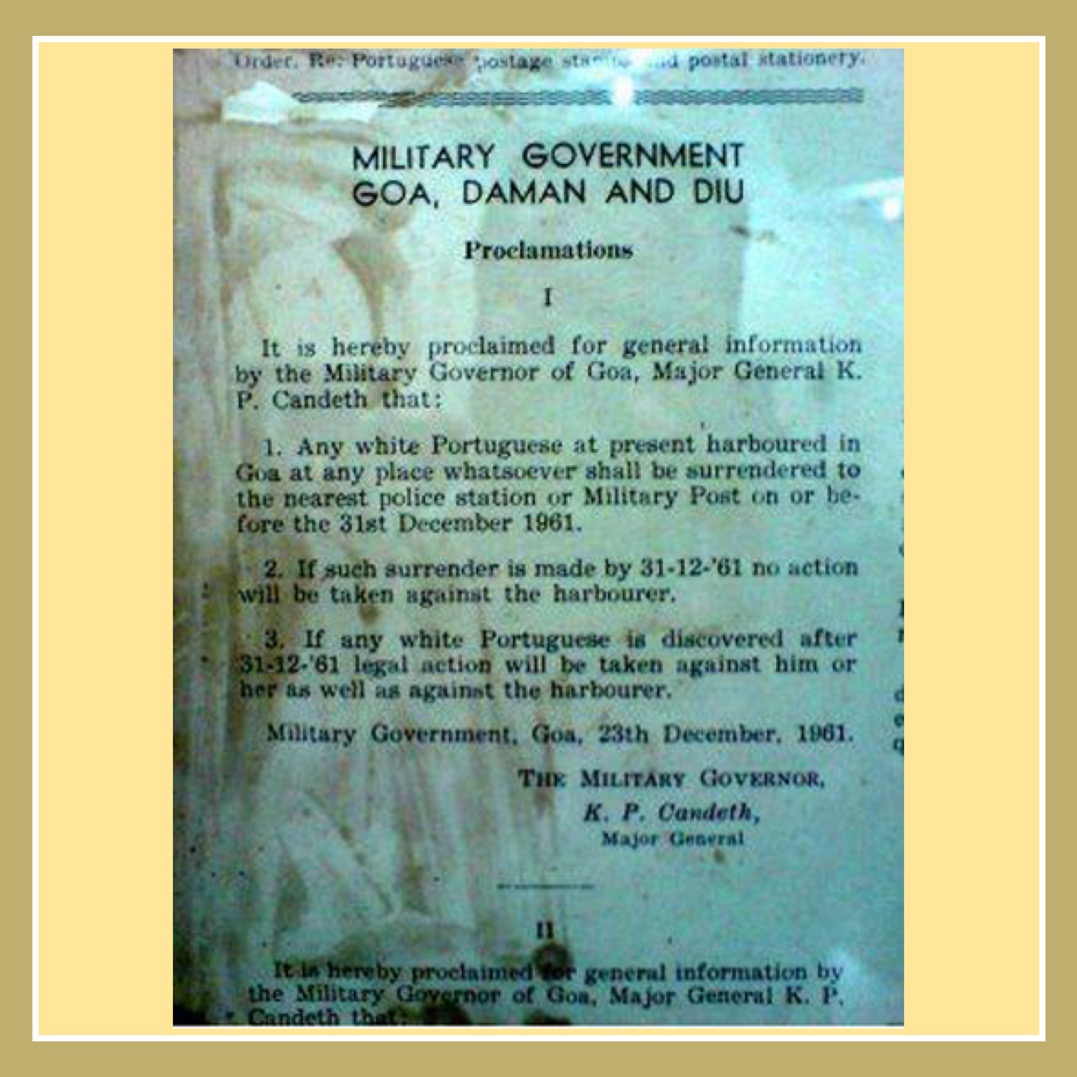 Order. Re: Portuguese postage stamps and postal stationery.
MILITARY GOVERNMENT
GOA, DAMAN AND DIU
Proclamations
I
It is hereby proclaimed for general information
by the Military Governor of Goa, Major General K.
P. Candeth that:
1. Any white Portuguese at present harboured in
Goa at any place whatsoever shall be surrendered to
the nearest police station or Military Post on or be-
fore the 31st December 1961.
2. If such surrender is made by 31-12-'61 no action
will be taken against the harbourer.
3. If any white Portuguese is discovered after
31-12-'61 legal action will be taken against him or
her as well as against the harbourer.
Military Government, Goa, 23th December, 1961.
THE MILITARY GOVERNOR,
K. P. Candeth,
Major General
II
It is hereby proclaimed for general information by
the Military Governor of Goa, Major General K. P.
Candeth that: